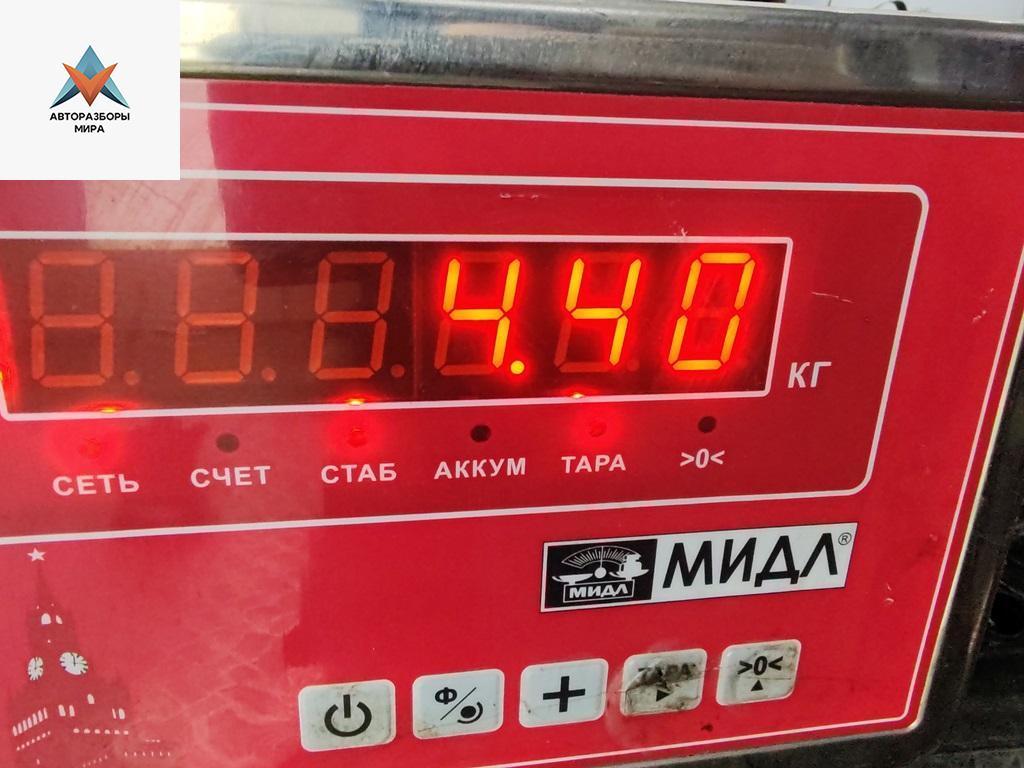 АВТОРАЗБОРЫ
МИРА
4.40
КГ
СЕТЬ СЧЕТ СТАБ АККУМ ТАРА >0<
МИДЛ МИДЛ®
Ф/ + ТАРА >0<